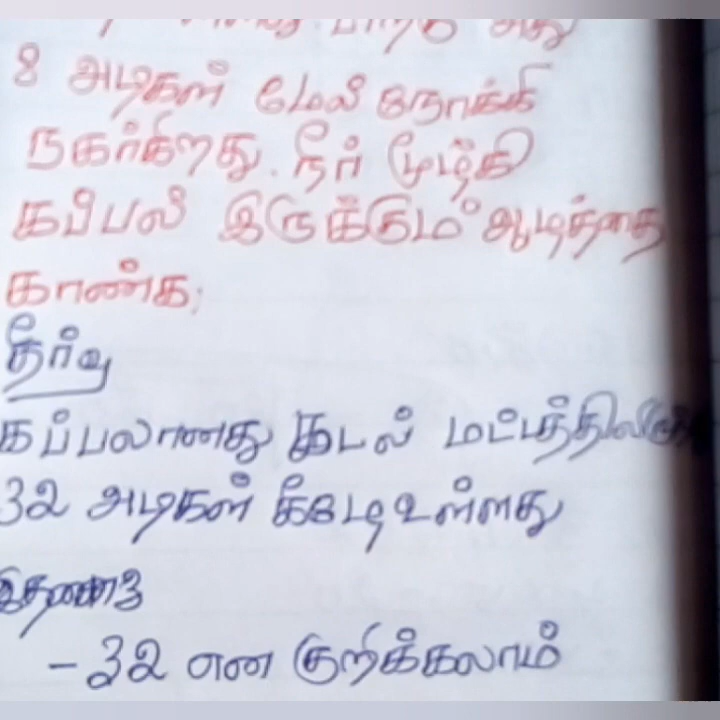 8 அடிகள் மேல் நோக்கி
நகர்கிறது. நீர் மூழ்கி
கப்பல் இருக்கும் ஆழத்தை
காண்க:
தீர்வு
கப்பலானது கடல் மட்டத்திலிருந்து
32 அடிகள் கீழே உள்ளது
இதனை
-32 என குறிக்கலாம்